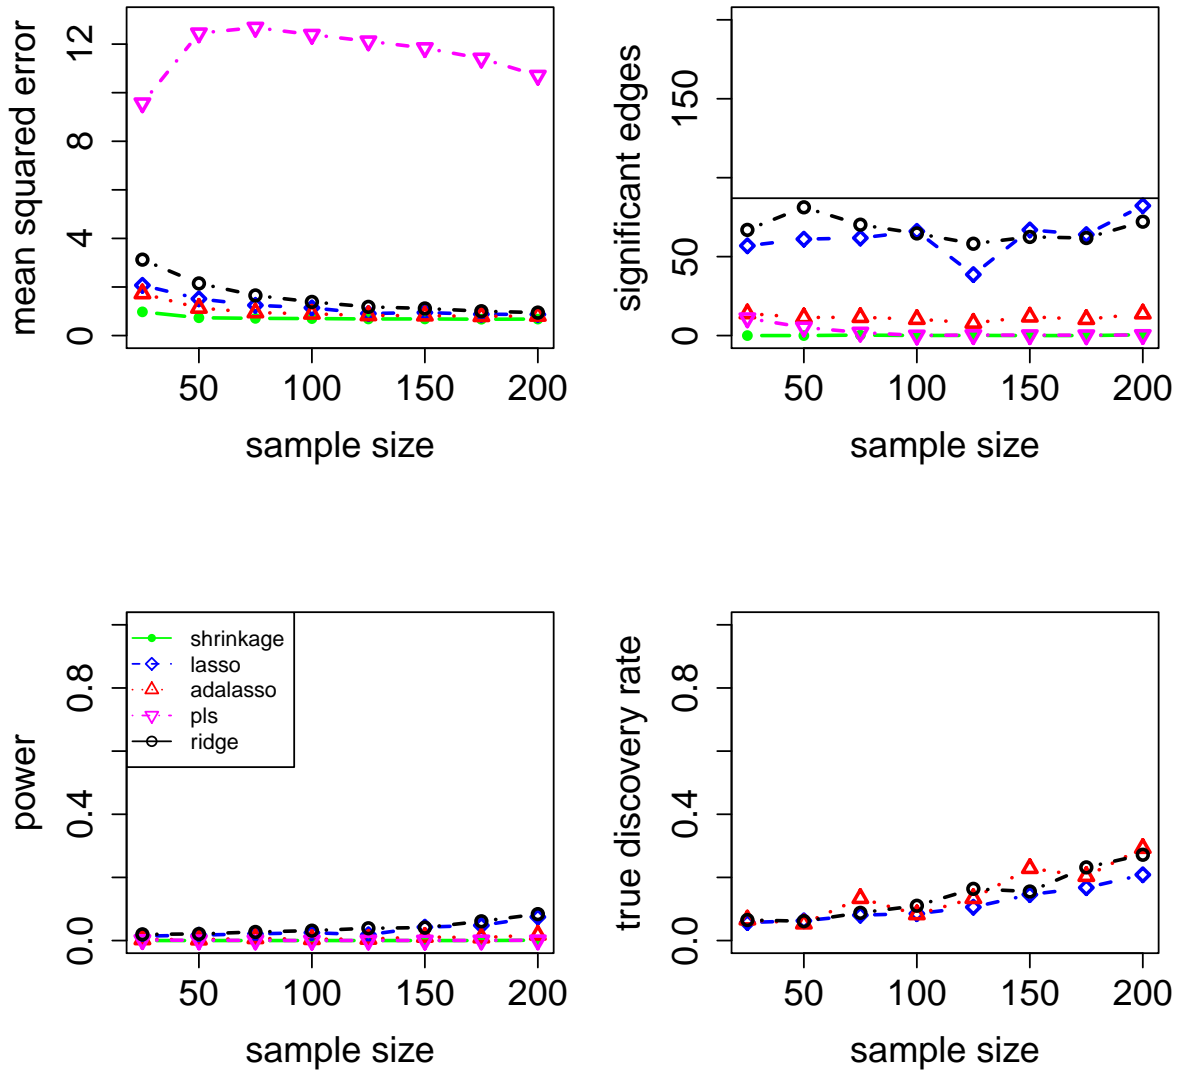 mean squared error
0
4
8
12
50
100
150
200
sample size
significant edges
0
50
150
50
100
150
200
sample size
power
0.0
0.4
0.8
shrinkage
lasso
adalasso
pls
ridge
50
100
150
200
sample size
true discovery rate
0.0
0.4
0.8
50
100
150
200
sample size